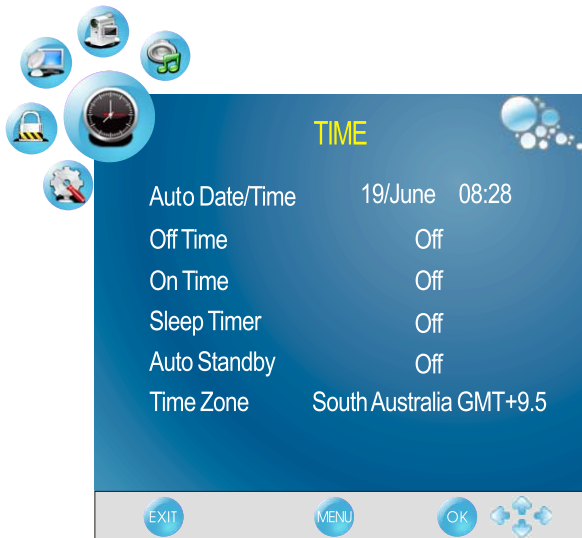 TIME
Auto Date/Time 19/June 08:28
Off Time Off
On Time Off
Sleep Timer Off
Auto Standby Off
Time Zone South Australia GMT+9.5
EXIT MENU OK